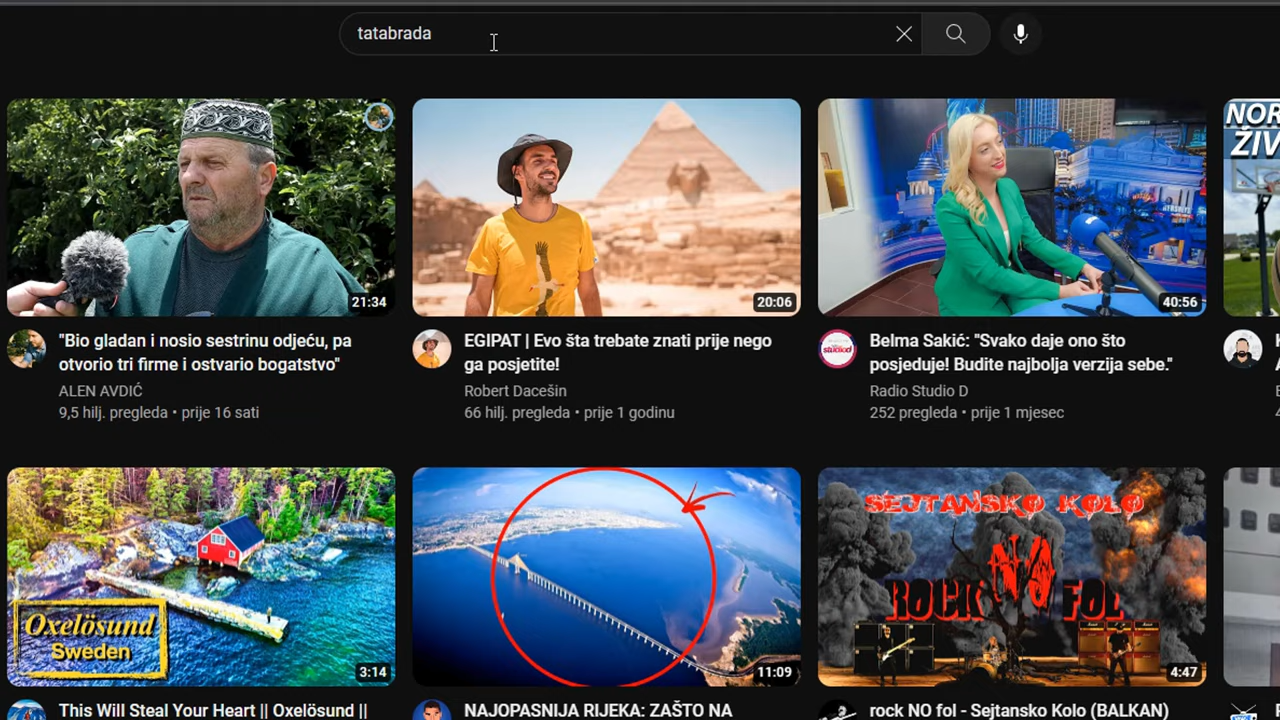 tatabrada
NOR
ŽIV
21:34
20:06
40:56
"Bio gladan i nosio sestrinu odjeću, pa
otvorio tri firme i ostvario bogatstvo"
ALEN AVDIĆ
9,5 hilj. pregleda • prije 16 sati
EGIPAT | Evo šta trebate znati prije nego
ga posjetite!
Robert Dacešin
66 hilj. pregleda • prije 1 godinu
Belma Sakić: "Svako daje ono što
posjeduje! Budite najbolja verzija sebe."
Radio Studio D
252 pregleda • prije 1 mjesec
Oxelösund
Sweden
3:14
11:09
SEJTANSKO KOLO
ROCK NO FOL
4:47
This Will Steal Your Heart || Oxelösund ||
NAJOPASNIJA RIJEKA: ZAŠTO NA
rock NO fol - Sejtansko Kolo (BALKAN)